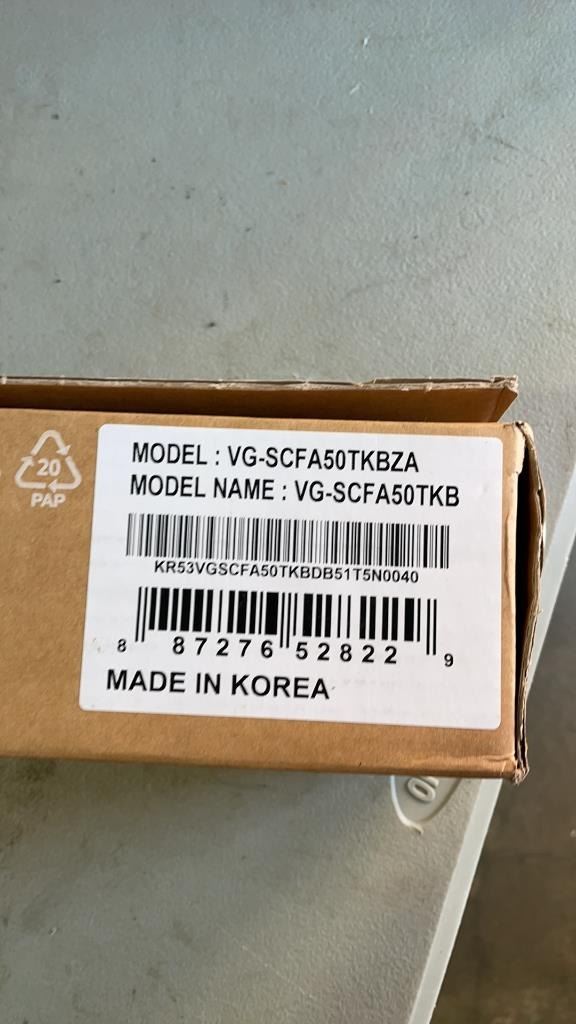 MODEL : VG-SCFA50TKBZA
MODEL NAME : VG-SCFA50TKB
KR53VGSCFA50TKBDB51T5N0040
8 87276 52822 9
MADE IN KOREA
20
PAP